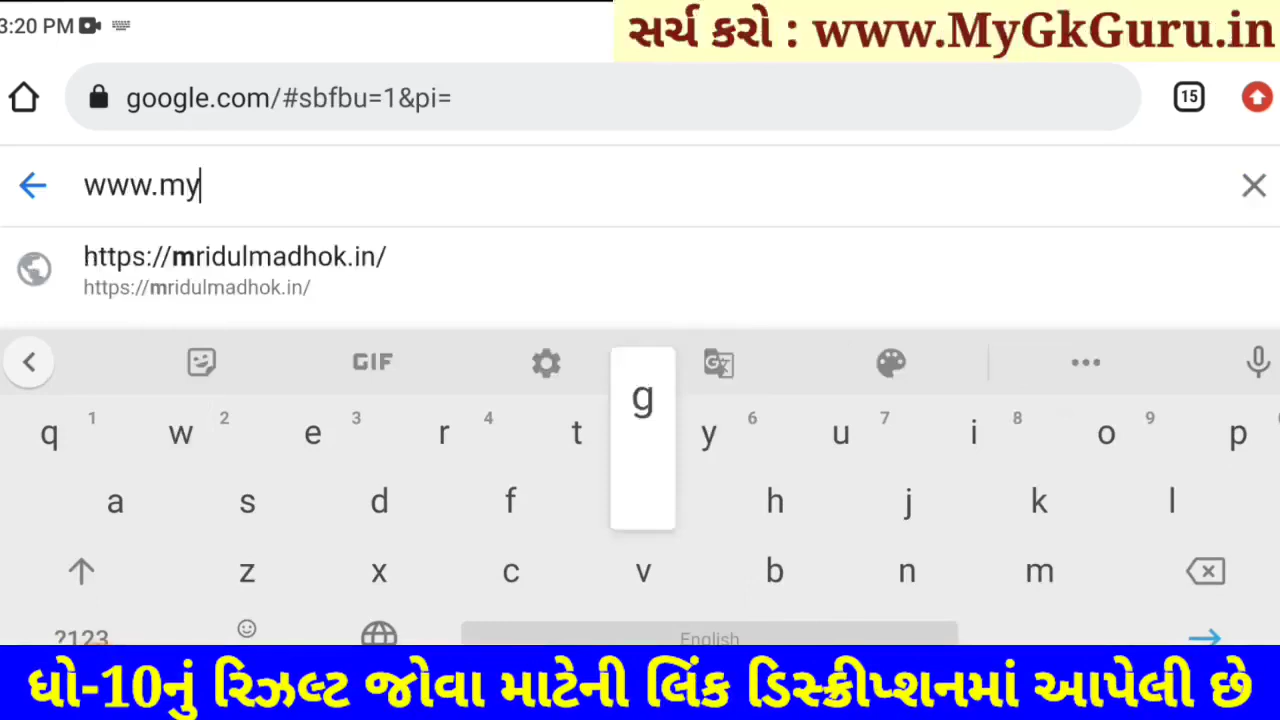 3:20 PM
સર્ચ કરો : www.MyGkGuru.in
google.com/#sbfbu=1&pi=
15
www.my
https://mridulmadhok.in/
https://mridulmadhok.in/
GIF
q 1 w 2 e 3 r 4 t y 6 u 7 i 8 o 9 p
a s d f g h j k l
z x c v b n m
?123 English
ધો-10નું રિઝલ્ટ જોવા માટેની લિંક ડિસ્ક્રીપ્શનમાં આપેલી છે